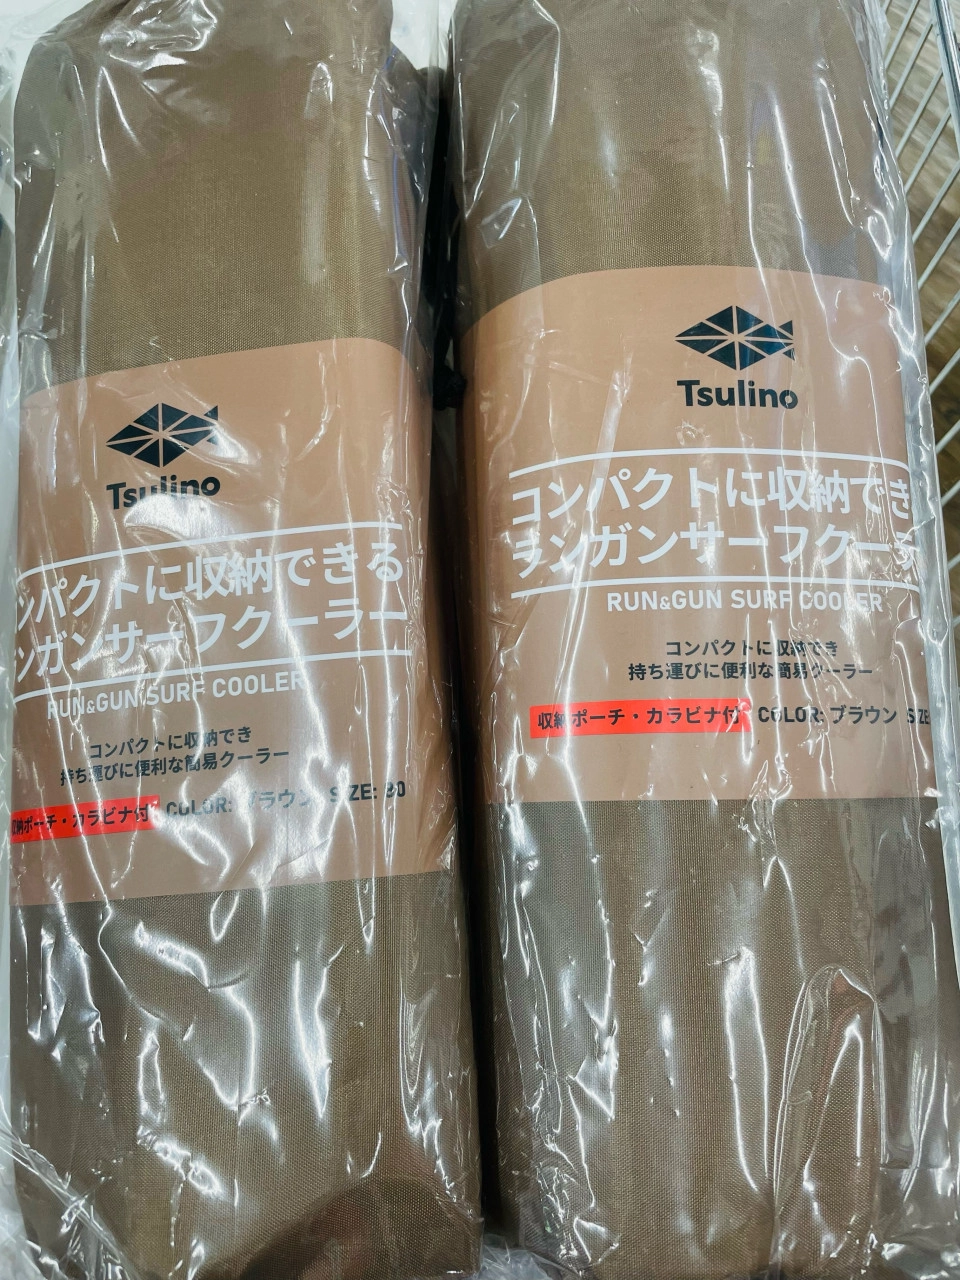 Tsulino
ンパクトに収納できる
ンガンサーフクーラー
RUN&GUN SURF COOLER
コンパクトに収納でき
持ち運びに便利な簡易クーラー
収納ポーチ・カラビナ付 COLOR: ブラウン SIZE: 80
Tsulino
コンパクトに収納でき
ランガンサーフクーラ
RUN&GUN SURF COOLER
コンパクトに収納でき
持ち運びに便利な簡易クーラー
収納ポーチ・カラビナ付 COLOR: ブラウン SIZE